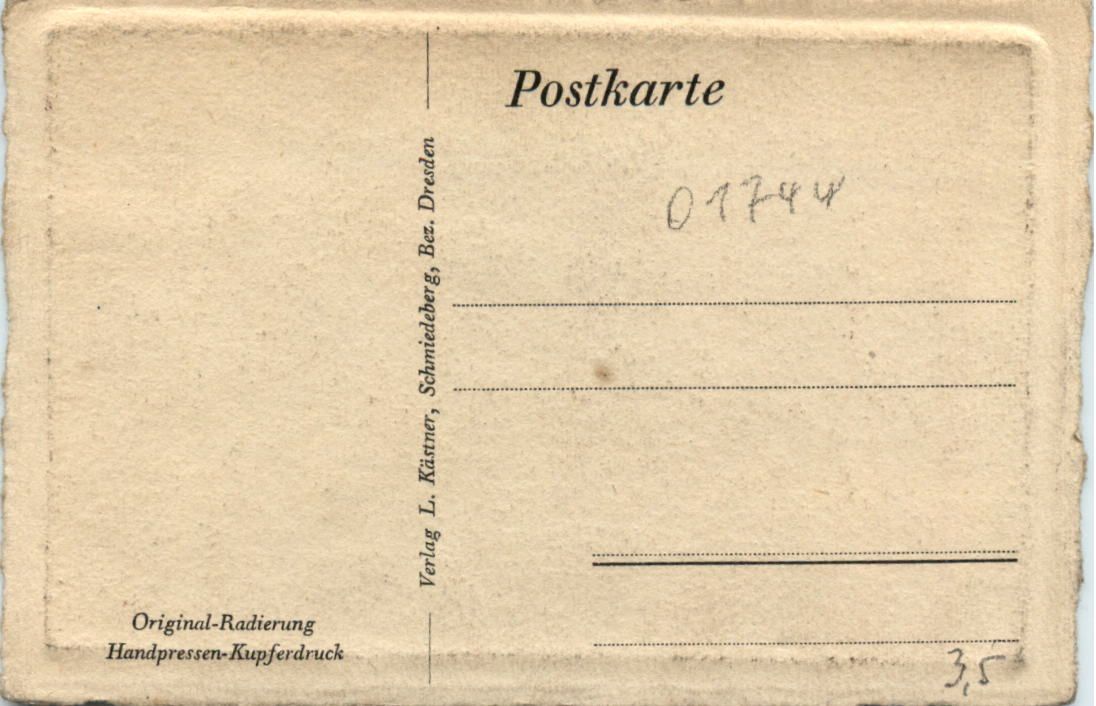 Postkarte
01744
Verlag L. Kästner, Schmiedeberg, Bez. Dresden
Original-Radierung
Handpressen-Kupferdruck
3,5